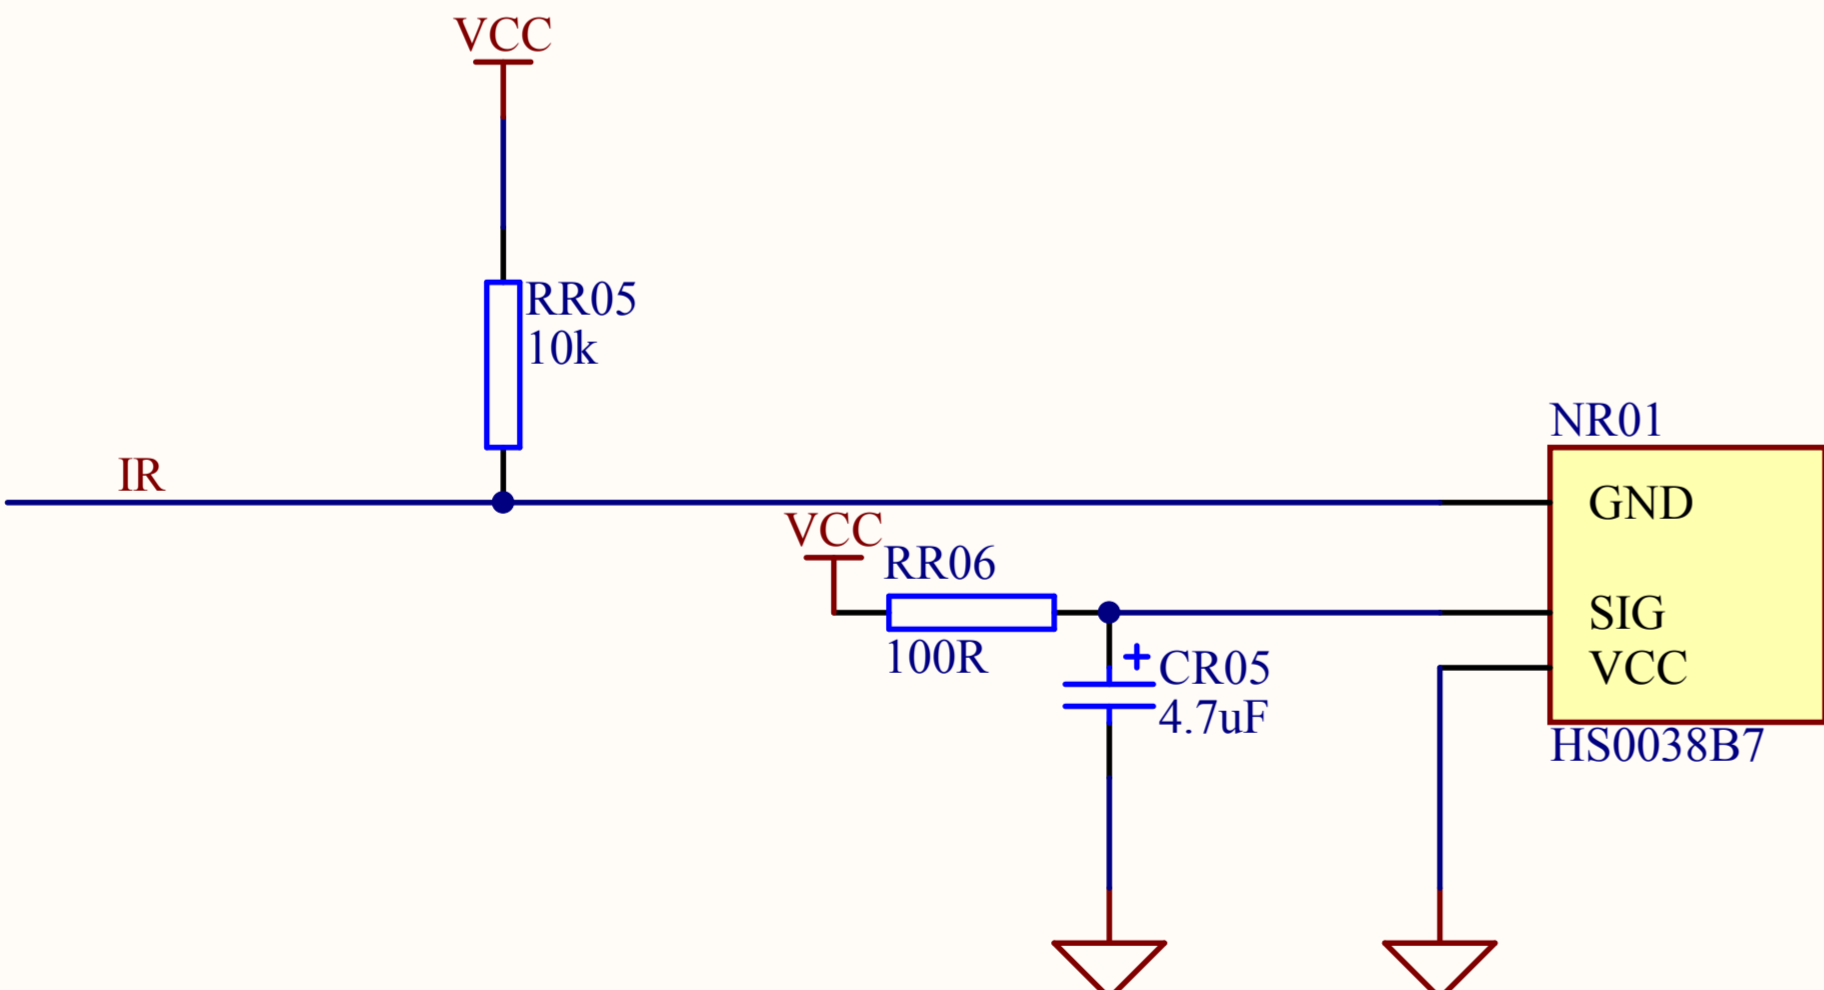 VCC
RR05
10k
IR
NR01
GND
VCC
RR06
SIG
100R
CR05
VCC
4.7uF
HS0038B7